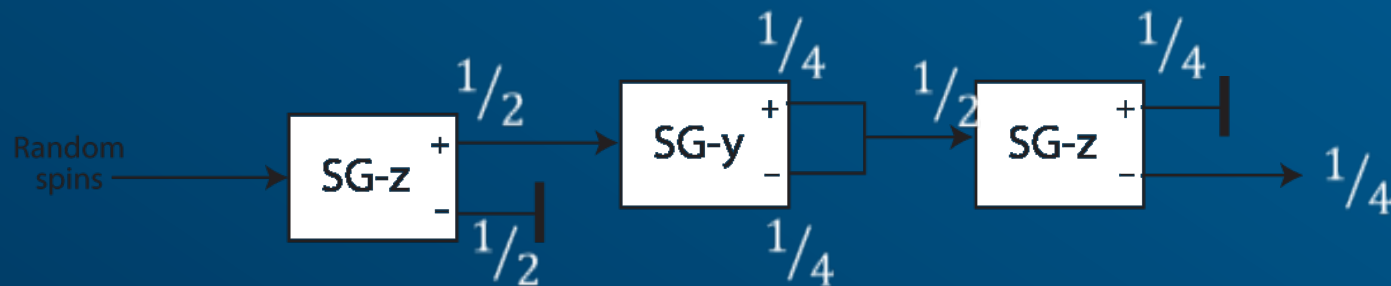 Random
spins
SG-z
+
-
1/2
1/2
SG-y
+
-
1/4
1/4
1/2
SG-z
+
-
1/4
1/4